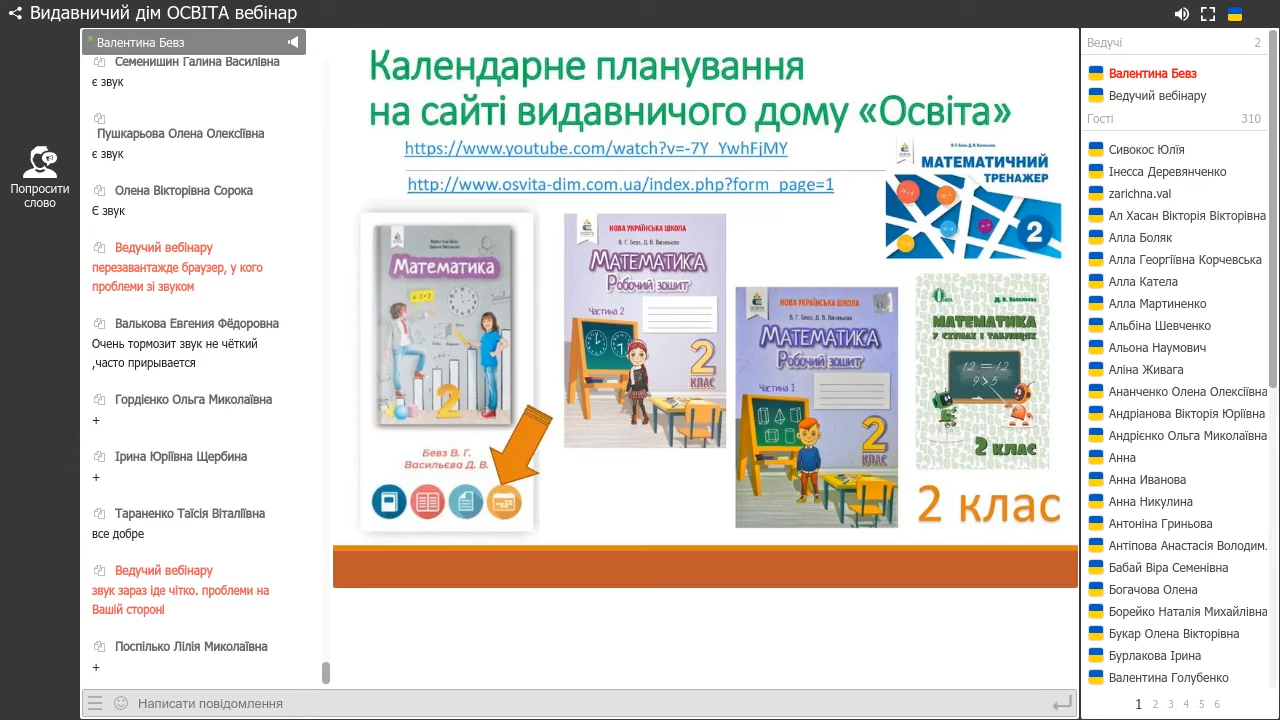 Видавничий дім ОСВІТА вебінар
Попросити
слово
Валентина Бевз
Семенишин Галина Василівна
є звук
Пушкарьова Олена Олексіївна
є звук
Олена Вікторівна Сорока
Є звук
Ведучий вебінару
перезавантажде браузер, у кого
проблеми зі звуком
Валькова Евгения Фёдоровна
Очень тормозит звук не чёткий
,часто прирывается
Гордієнко Ольга Миколаївна
+
Ірина Юріївна Щербина
+
Тараненко Таїсія Віталіївна
все добре
Ведучий вебінару
звук зараз іде чітко. проблеми на
Вашій стороні
Поспілько Лілія Миколаївна
+
Написати повідомлення
Календарне планування
на сайті видавничого дому «Освіта»
https://www.youtube.com/watch?v=-7Y_YwhFjMY
http://www.osvita-dim.com.ua/index.php?form_page=1
В. Г. Бевз, Д. В. Васильєва
МАТЕМАТИЧНИЙ
ТРЕНАЖЕР
2
Математика
2
Бевз В. Г.
Васильєва Д. В.
НОВА УКРАЇНСЬКА ШКОЛА
В. Г. Бевз, Д. В. Васильєва
МАТЕМАТИКА
Робочий зошит
Частина 2
2
КЛАС
НОВА УКРАЇНСЬКА ШКОЛА
В. Г. Бевз, Д. В. Васильєва
МАТЕМАТИКА
Робочий зошит
Частина 1
2
КЛАС
Д. В. Васильєва
МАТЕМАТИКА
У СХЕМАХ І ТАБЛИЦЯХ
12 = 12
9 > 5
2 КЛАС
2 клас
Ведучі 2
Валентина Бевз
Ведучий вебінару
Гості 310
Сивокос Юлія
Інесса Деревянченко
zarichna.val
Ал Хасан Вікторія Вікторівна
Алла Боляк
Алла Георгіївна Корчевська
Алла Катела
Алла Мартиненко
Альбіна Шевченко
Альона Наумович
Аліна Живага
Ананченко Олена Олексіївна
Андріанова Вікторія Юріївна
Андрієнко Ольга Миколаївна
Анна
Анна Иванова
Анна Никулина
Антоніна Гриньова
Антіпова Анастасія Володим.
Бабай Віра Семенівна
Богачова Олена
Борейко Наталія Михайлівна
Букар Олена Вікторівна
Бурлакова Ірина
Валентина Голубенко
1 2 3 4 5 6